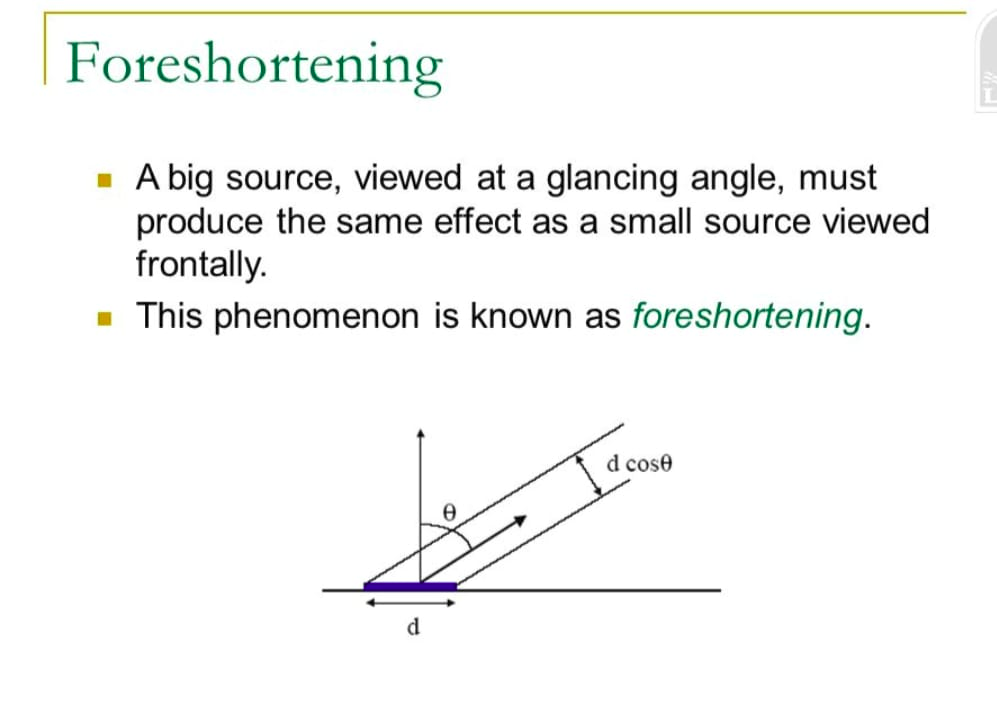 Foreshortening
A big source, viewed at a glancing angle, must
produce the same effect as a small source viewed
frontally.
This phenomenon is known as foreshortening.
d cosθ
θ
d
L